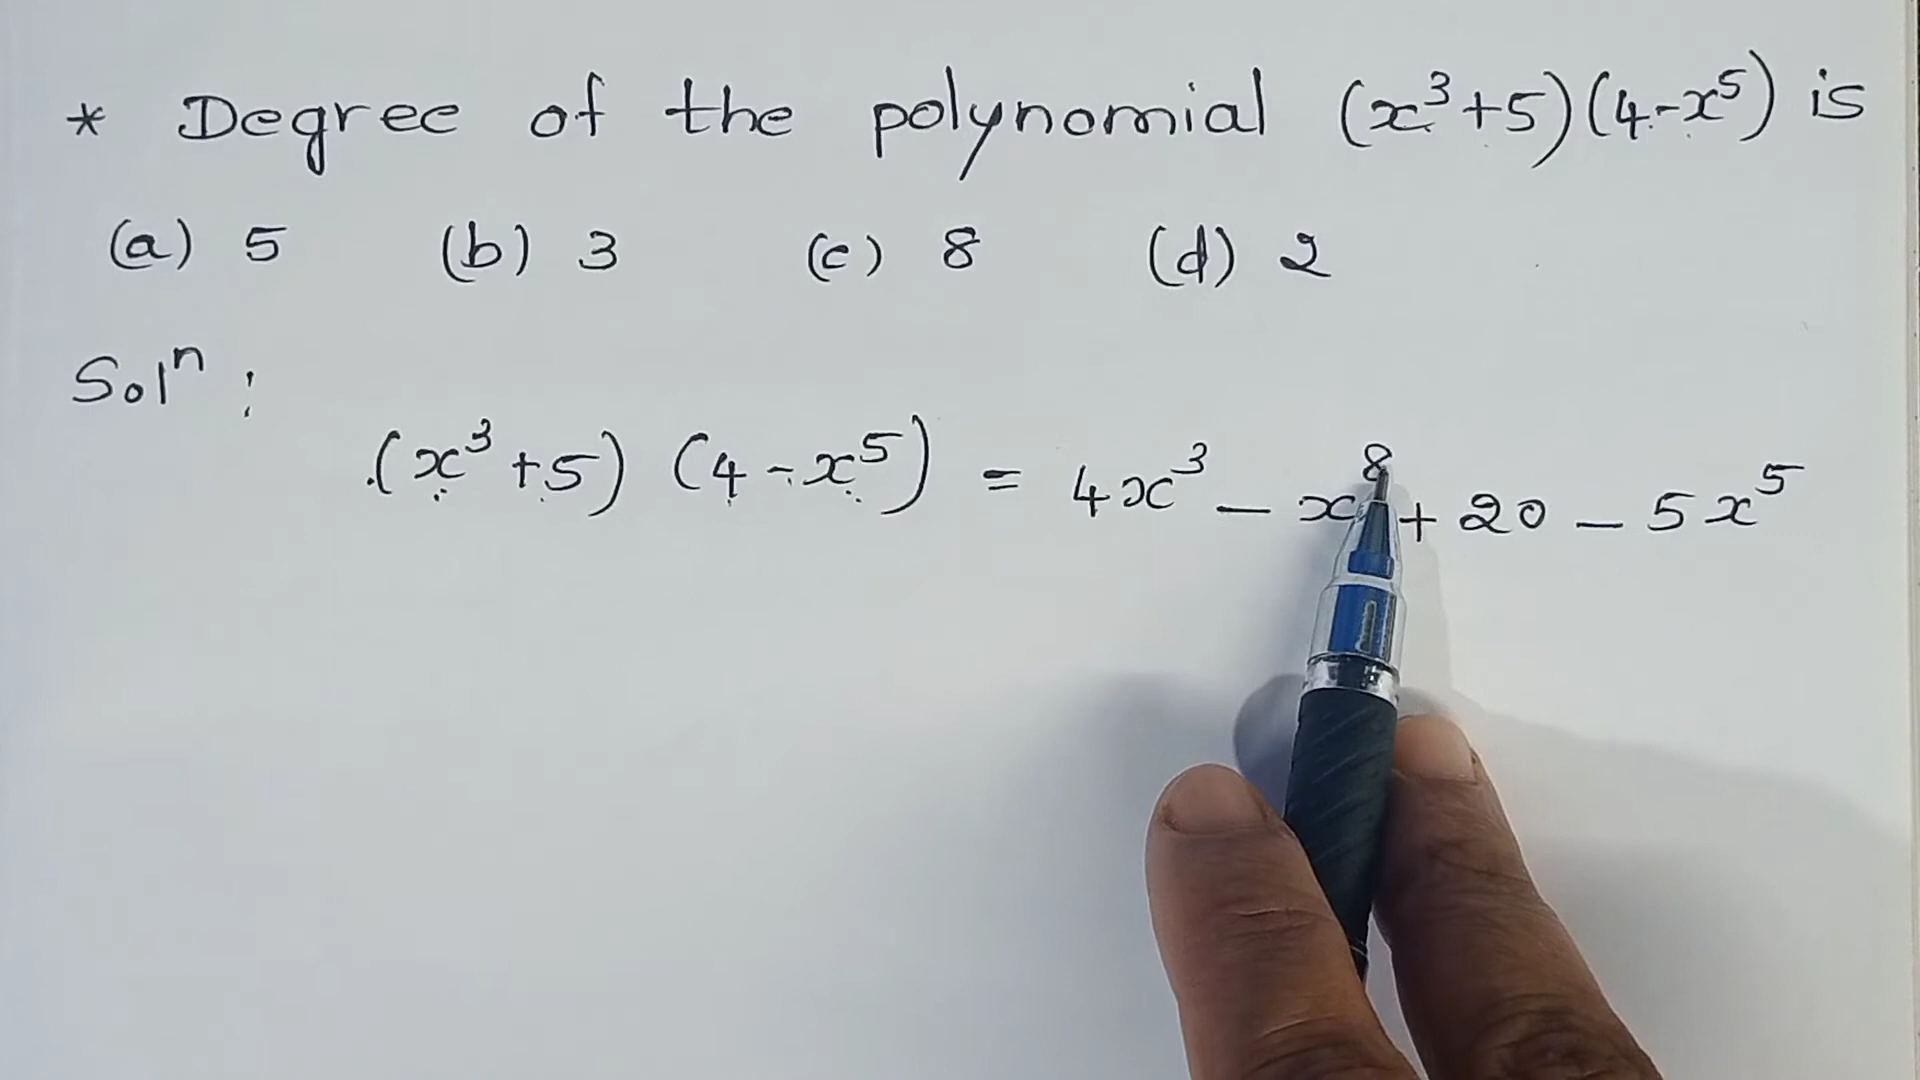 * Degree of the polynomial (x³+5)(4-x⁵) is
(a) 5 (b) 3 (c) 8 (d) 2
Solⁿ :
(x³+5) (4-x⁵) = 4x³ - x⁸ + 20 - 5x⁵